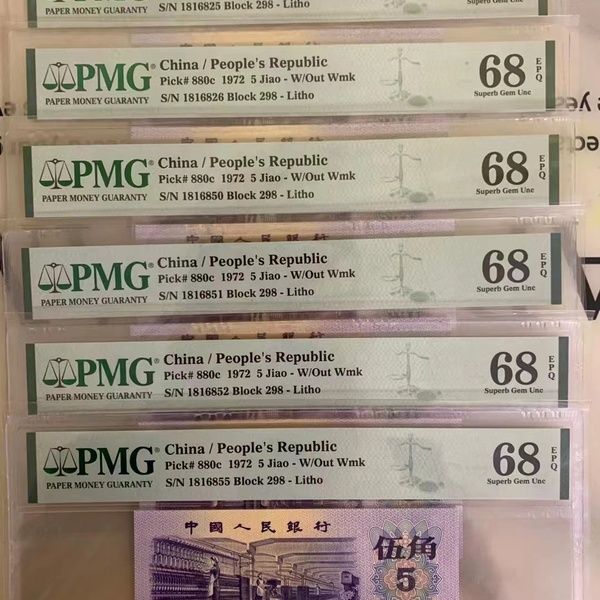 PMG
PAPER MONEY GUARANTY
S/N 1816825 Block 298 - Litho
Superb Gem Unc
PMG
PAPER MONEY GUARANTY
China / People's Republic
Pick# 880c 1972 5 Jiao - W/Out Wmk
S/N 1816826 Block 298 - Litho
68
EPQ
Superb Gem Unc
PMG
PAPER MONEY GUARANTY
China / People's Republic
Pick# 880c 1972 5 Jiao - W/Out Wmk
S/N 1816850 Block 298 - Litho
68
EPQ
Superb Gem Unc
PMG
PAPER MONEY GUARANTY
China / People's Republic
Pick# 880c 1972 5 Jiao - W/Out Wmk
S/N 1816851 Block 298 - Litho
68
EPQ
Superb Gem Unc
PMG
PAPER MONEY GUARANTY
China / People's Republic
Pick# 880c 1972 5 Jiao - W/Out Wmk
S/N 1816852 Block 298 - Litho
68
EPQ
Superb Gem Unc
PMG
PAPER MONEY GUARANTY
China / People's Republic
Pick# 880c 1972 5 Jiao - W/Out Wmk
S/N 1816855 Block 298 - Litho
68
EPQ
Superb Gem Unc
中國人民銀行
伍角
5